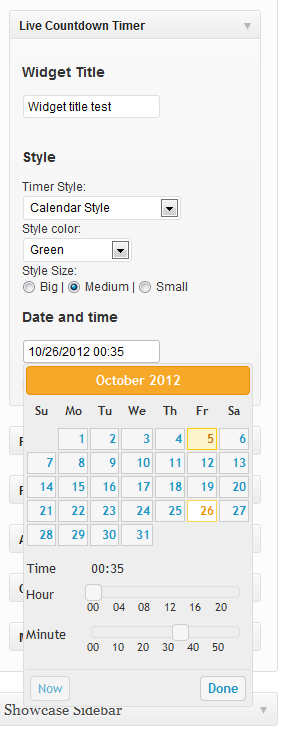 Live Countdown Timer
Widget Title
Widget title test
Style
Timer Style:
Calendar Style
Style color:
Green
Style Size:
Big | Medium | Small
Date and time
10/26/2012 00:35
October 2012
Su Mo Tu We Th Fr Sa
1 2 3 4 5 6
7 8 9 10 11 12 13
14 15 16 17 18 19 20
21 22 23 24 25 26 27
28 29 30 31
Time 00:35
Hour
00 04 08 12 16 20
Minute
00 10 20 30 40 50
Now Done
Showcase Sidebar